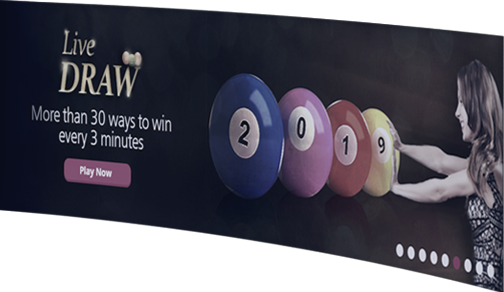 Live
DRAW
More than 30 ways to win
every 3 minutes
Play Now
2 0 1 9